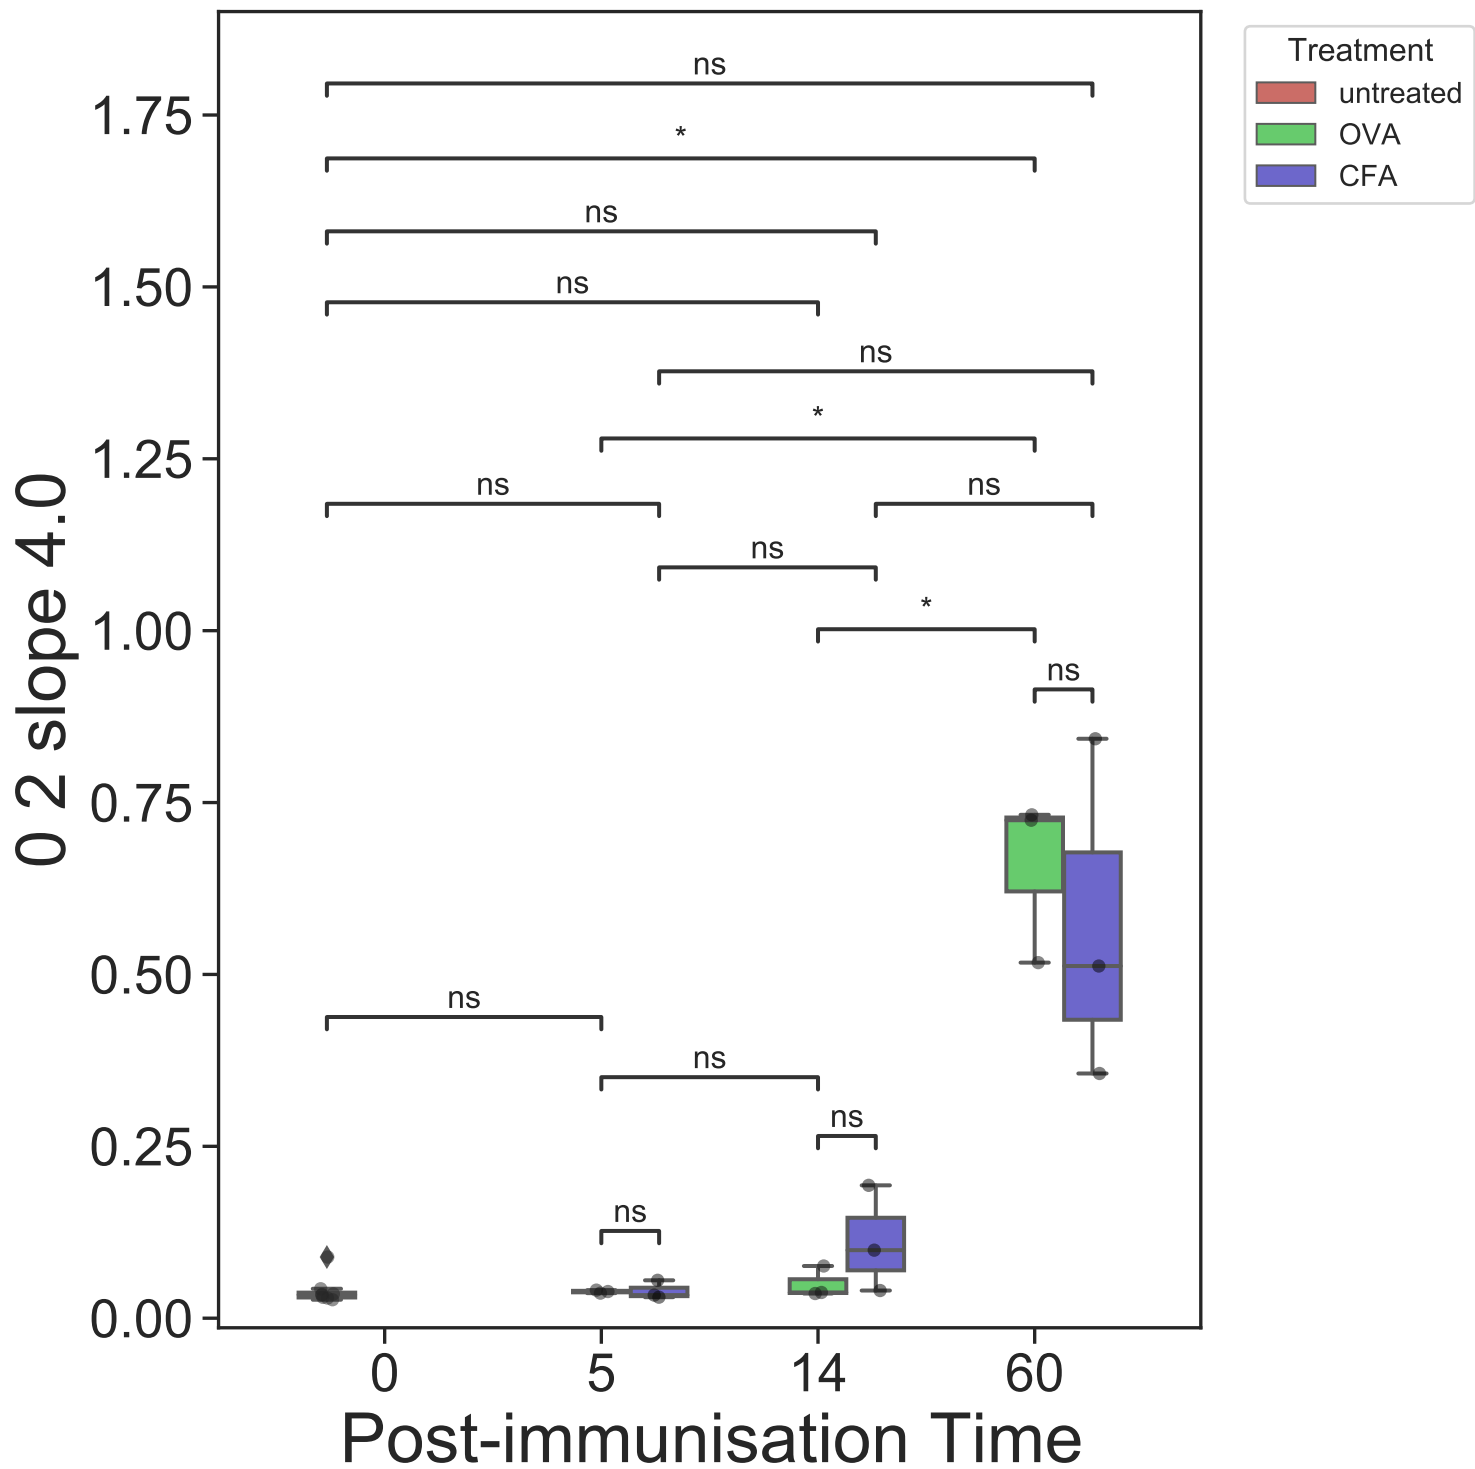 Treatment
untreated
OVA
CFA
ns
1.75
*
ns
1.50
ns
ns
*
1.25
ns
ns
ns
*
1.00
ns
0.75
0.50
ns
ns
0.25
ns
ns
0.00
0 2 slope 4.0
0 5 14 60
Post-immunisation Time